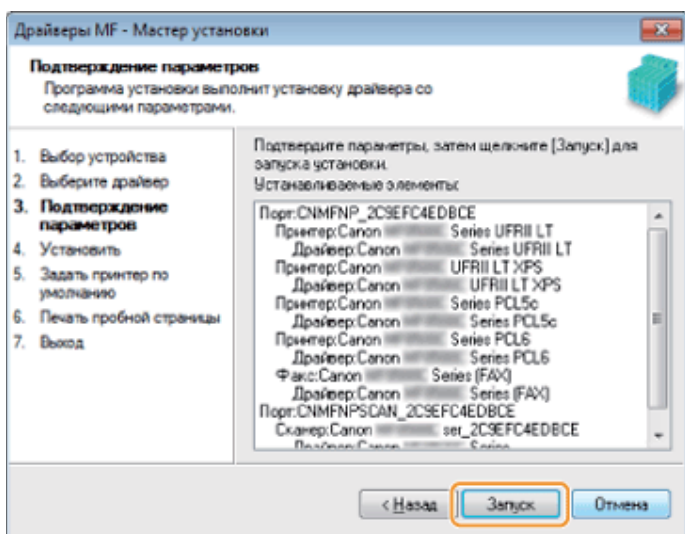 Драйверы MF - Мастер установки
Подтверждение параметров
Программа установки выполнит установку драйвера со
следующими параметрами.
1. Выбор устройства
2. Выберите драйвер
3. Подтверждение
параметров
4. Установить
5. Задать принтер по
умолчанию
6. Печать пробной страницы
7. Выход
Подтвердите параметры, затем щелкните [Запуск] для
запуска установки.
Устанавливаемые элементы:
Порт:CNMFNP_2C9EFC4EDBCE
Принтер:Canon Series UFRII LT
Драйвер:Canon Series UFRII LT
Принтер:Canon UFRII LT XPS
Драйвер:Canon UFRII LT XPS
Принтер:Canon Series PCL5c
Драйвер:Canon Series PCL5c
Принтер:Canon Series PCL6
Драйвер:Canon Series PCL6
Факс:Canon Series (FAX)
Драйвер:Canon Series (FAX)
Порт:CNMFNPSCAN_2C9EFC4EDBCE
Сканер:Canon ser_2C9EFC4EDBCE
Драйвер:Canon Series
< Назад
Запуск
Отмена